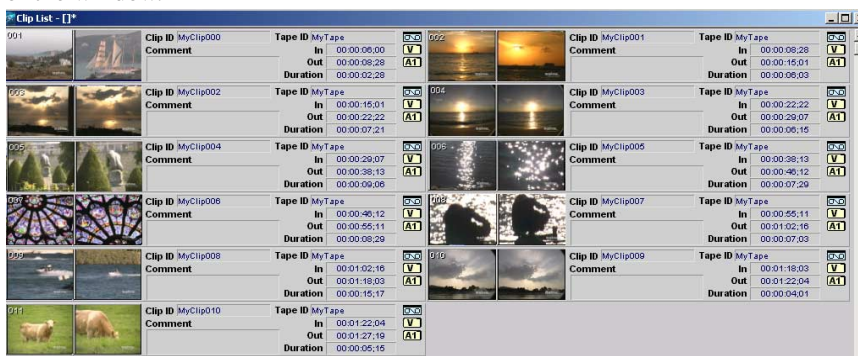 Clip List - []*
001 Clip ID MyClip000 Tape ID MyTape
Comment In 00:00:06;00 V
Out 00:00:08;28 A1
Duration 00:00:02;28
002 Clip ID MyClip001 Tape ID MyTape
Comment In 00:00:08;28 V
Out 00:00:15;01 A1
Duration 00:00:06;03
003 Clip ID MyClip002 Tape ID MyTape
Comment In 00:00:15;01 V
Out 00:00:22;22 A1
Duration 00:00:07;21
004 Clip ID MyClip003 Tape ID MyTape
Comment In 00:00:22;22 V
Out 00:00:29;07 A1
Duration 00:00:06;15
005 Clip ID MyClip004 Tape ID MyTape
Comment In 00:00:29;07 V
Out 00:00:38;13 A1
Duration 00:00:09;06
006 Clip ID MyClip005 Tape ID MyTape
Comment In 00:00:38;13 V
Out 00:00:46;12 A1
Duration 00:00:07;29
007 Clip ID MyClip006 Tape ID MyTape
Comment In 00:00:46;12 V
Out 00:00:55;11 A1
Duration 00:00:08;29
008 Clip ID MyClip007 Tape ID MyTape
Comment In 00:00:55;11 V
Out 00:01:02;16 A1
Duration 00:00:07;03
009 Clip ID MyClip008 Tape ID MyTape
Comment In 00:01:02;16 V
Out 00:01:18;03 A1
Duration 00:00:15;17
010 Clip ID MyClip009 Tape ID MyTape
Comment In 00:01:18;03 V
Out 00:01:22;04 A1
Duration 00:00:04;01
011 Clip ID MyClip010 Tape ID MyTape
Comment In 00:01:22;04 V
Out 00:01:27;19 A1
Duration 00:00:05;15